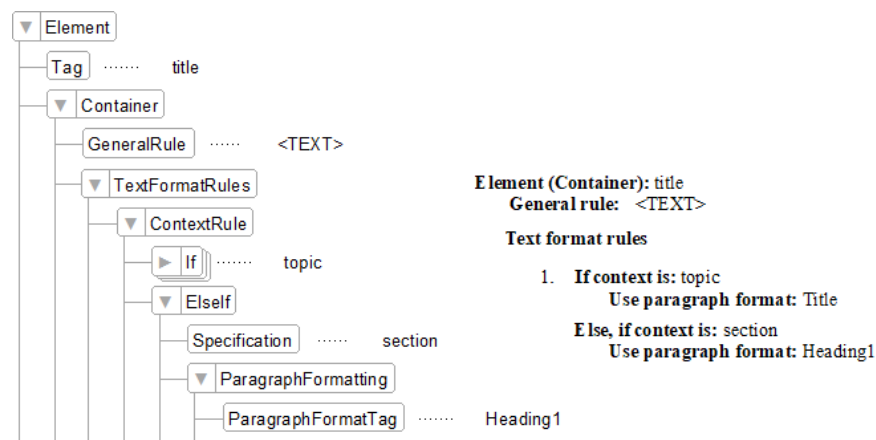 Element
Tag ....... title
Container
GeneralRule ...... <TEXT>
TextFormatRules
ContextRule
If ....... topic
ElseIf
Specification ...... section
ParagraphFormatting
ParagraphFormatTag ....... Heading1
Element (Container): title
General rule: <TEXT>
Text format rules
1. If context is: topic
Use paragraph format: Title
Else, if context is: section
Use paragraph format: Heading1